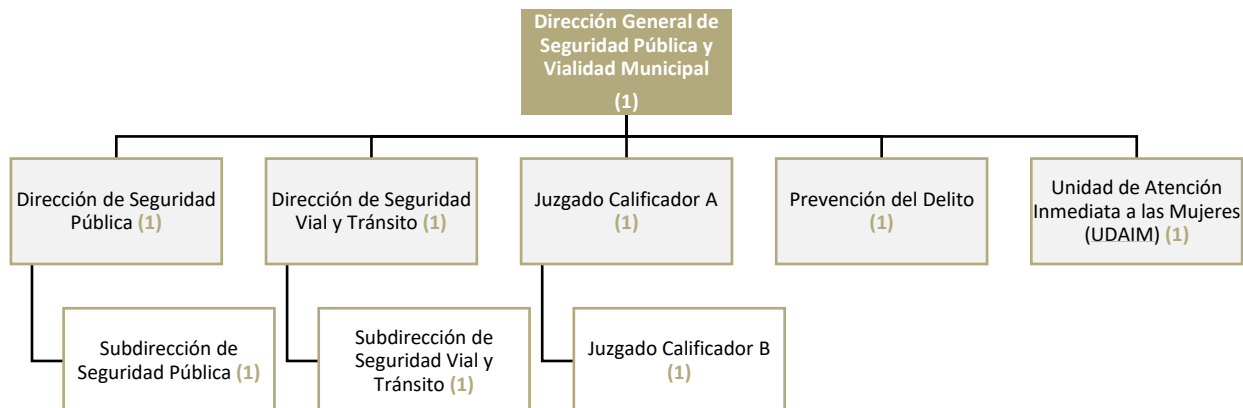 Dirección General de
Seguridad Pública y
Vialidad Municipal
(1)
Dirección de Seguridad
Pública (1)
Dirección de Seguridad
Vial y Tránsito (1)
Juzgado Calificador A
(1)
Prevención del Delito
(1)
Unidad de Atención
Inmediata a las Mujeres
(UDAIM) (1)
Subdirección de
Seguridad Pública (1)
Subdirección de
Seguridad Vial y
Tránsito (1)
Juzgado Calificador B
(1)